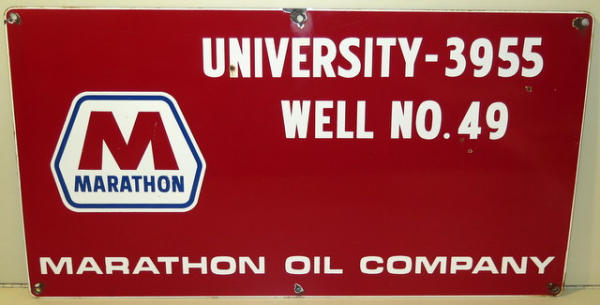 UNIVERSITY-3955
WELL NO. 49
M
MARATHON
MARATHON OIL COMPANY